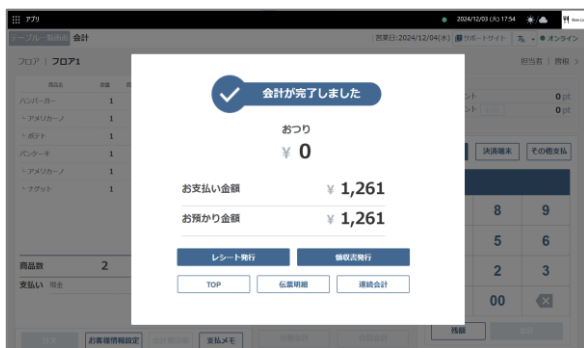 アプリ
2024/12/03 (火) 17:54
テーブル一覧画面 会計
営業日:2024/12/04(水) サポートサイト オンライン
フロア | フロア1
担当者 | 曽根 >
商品名 数量
ハンバーガー 1
└ アメリカーノ 1
└ ポテト 1
パンケーキ 1
└ アメリカーノ 1
└ ナゲット 1
商品数 2
支払い 現金
会計が完了しました
おつり
¥ 0
お支払い金額 ¥ 1,261
お預かり金額 ¥ 1,261
レシート発行 領収書発行
TOP 伝票明細 連続会計
0 pt
0 pt
決済端末 その他支払
8 9
5 6
2 3
00
残額
お客様情報設定 支払メモ